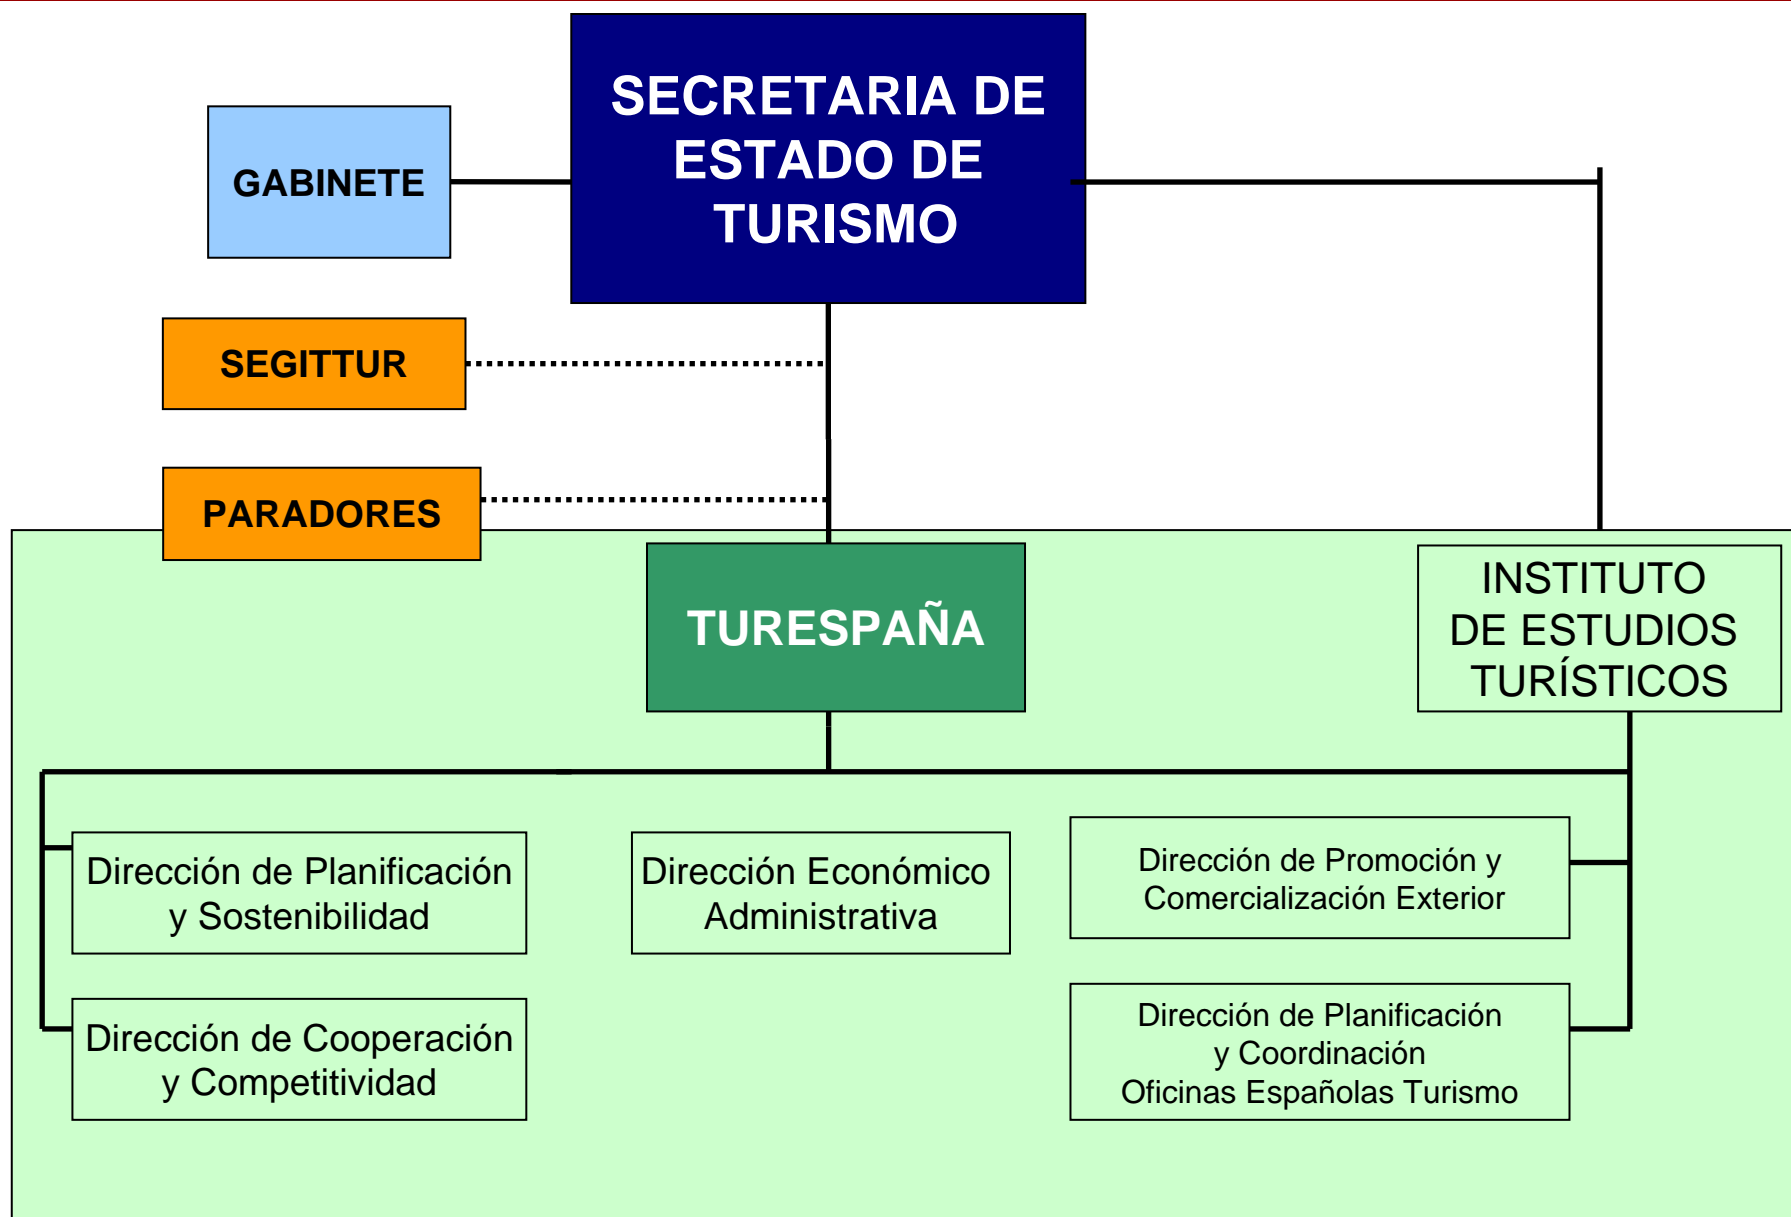 SECRETARIA DE
ESTADO DE
TURISMO
GABINETE
SEGITTUR
PARADORES
TURESPAÑA
INSTITUTO
DE ESTUDIOS
TURÍSTICOS
Dirección de Planificación
y Sostenibilidad
Dirección Económico
Administrativa
Dirección de Promoción y
Comercialización Exterior
Dirección de Cooperación
y Competitividad
Dirección de Planificación
y Coordinación
Oficinas Españolas Turismo